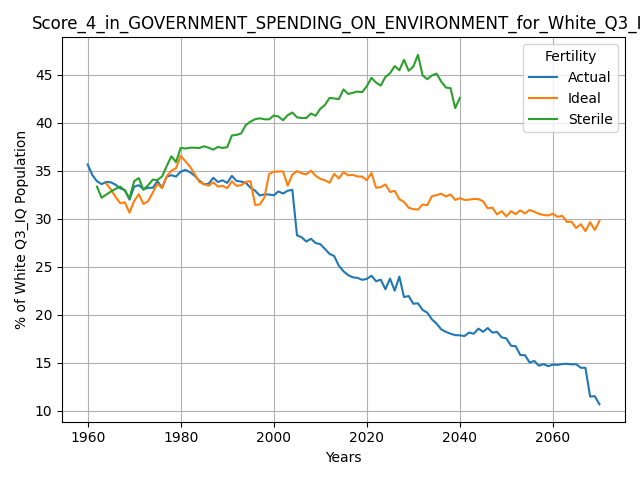 Score_4_in_GOVERNMENT_SPENDING_ON_ENVIRONMENT_for_White_Q3_I
Fertility
Actual
Ideal
Sterile
% of White Q3_IQ Population
45
40
35
30
25
20
15
10
1960
1980
2000
2020
2040
2060
Years